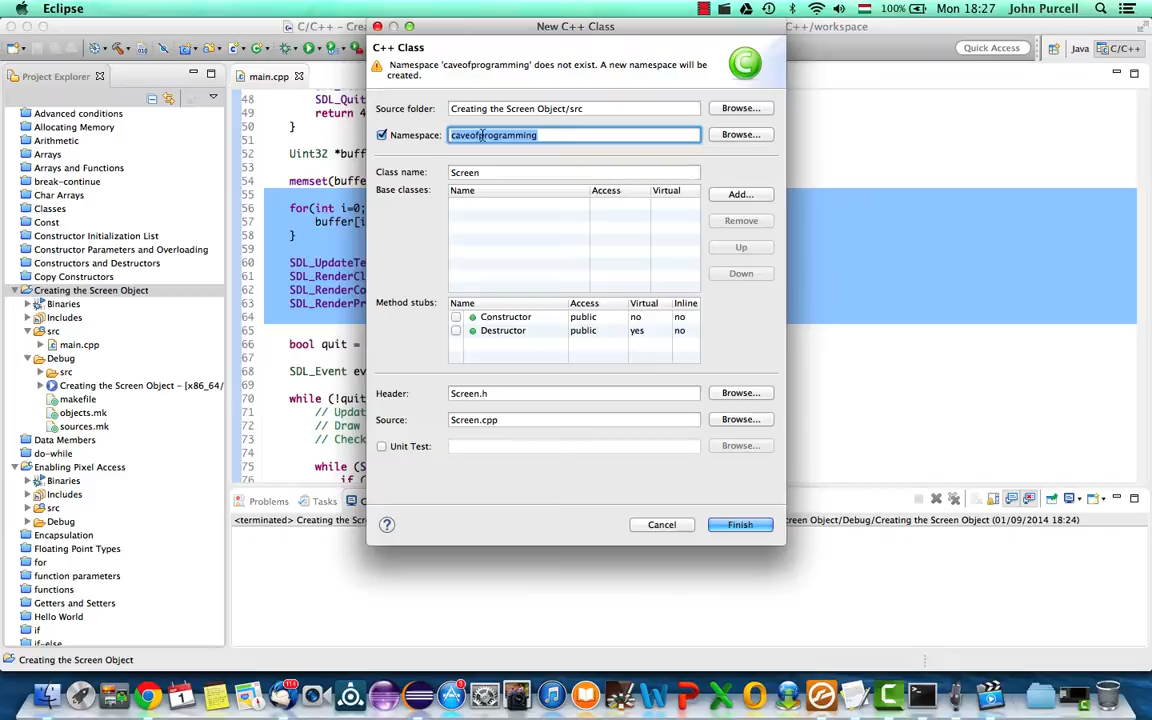 Eclipse
100%
Mon 18:27
John Purcell
C/C++ - Cre
New C++ Class
C++/workspace
Quick Access
Java
C/C++
C++ Class
Namespace 'caveofprogramming' does not exist. A new namespace will be
created.
Source folder:
Creating the Screen Object/src
Browse...
Namespace:
caveofprogramming
Browse...
Class name:
Screen
Base classes:
Name
Access
Virtual
Add...
Remove
Up
Down
Method stubs:
Name
Access
Virtual
Inline
Constructor
public
no
no
Destructor
public
yes
no
Header:
Screen.h
Browse...
Source:
Screen.cpp
Browse...
Unit Test:
Browse...
Cancel
Finish
Project Explorer
Advanced conditions
Allocating Memory
Arithmetic
Arrays
Arrays and Functions
break-continue
Char Arrays
Classes
Const
Constructor Initialization List
Constructor Parameters and Overloading
Constructors and Destructors
Copy Constructors
Creating the Screen Object
Binaries
Includes
src
main.cpp
Debug
src
Creating the Screen Object - [x86_64/
makefile
objects.mk
sources.mk
Data Members
do-while
Enabling Pixel Access
Binaries
Includes
src
Debug
Encapsulation
Floating Point Types
for
function parameters
functions
Getters and Setters
Hello World
if
if-else
main.cpp
48 SDL_Quit
49 return 4
50 }
51
52 Uint32 *buff
53
54 memset(buffe
55
56 for(int i=0;
57 buffer[i
58 }
59
60 SDL_UpdateTe
61 SDL_RenderCl
62 SDL_RenderCo
63 SDL_RenderPr
64
65
66 bool quit =
67
68 SDL_Event ev
69
70 while (!quit
71 // Updat
72 // Draw
73 // Check
74
75 while (S
76 if (
Problems
Tasks
C
<terminated> Creating the Screen Object
reen Object/Debug/Creating the Screen Object (01/09/2014 18:24)
Creating the Screen Object